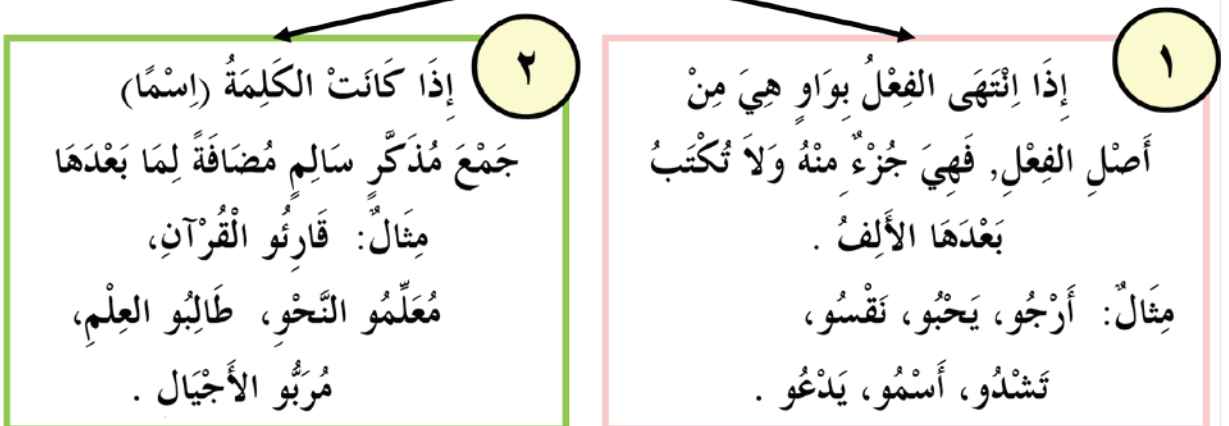 ١
إِذَا اِنْتَهَى الفِعْلُ بِوَاوٍ هِيَ مِنْ
أَصْلِ الفِعْلِ, فَهِيَ جُزْءٌ مِنْهُ وَلاَ تُكْتَبُ
بَعْدَهَا الأَلِفُ .
مِثَالٌ: أَرْجُو، يَحْبُو، نَقْسُو،
تَشْدُو، أَسْمُو، يَدْعُو .
٢
إِذَا كَانَتْ الكَلِمَةُ (اِسْمًا)
جَمْعَ مُذَكَّرٍ سَالِمٍ مُضَافَةً لِمَا بَعْدَهَا
مِثَالٌ: قَارِئُو الْقُرْآنِ،
مُعَلِّمُو النَّحْوِ، طَالِبُو العِلْمِ،
مُرَبُّو الأَجْيَالِ .